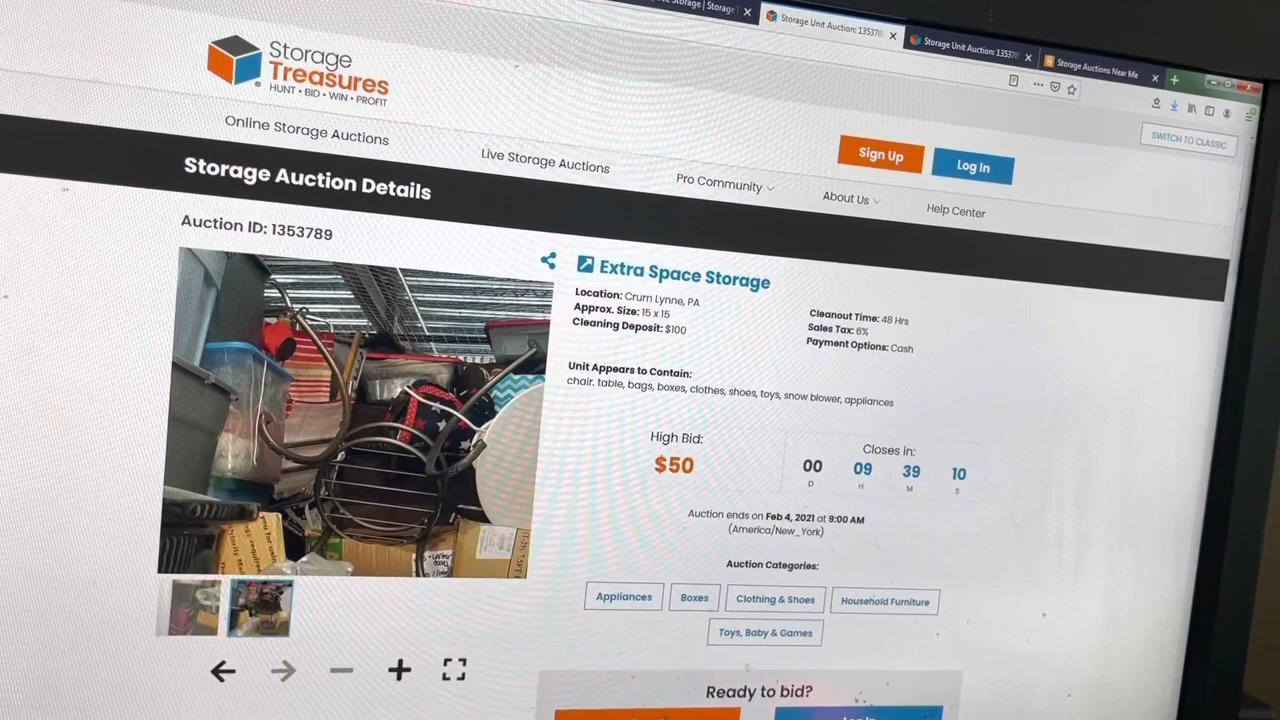 Storage Unit Auction: 135378
Storage Unit Auction: 135378
Storage Auctions Near Me
Storage
Treasures
HUNT • BID • WIN • PROFIT
SWITCH TO CLASSIC
Sign Up
Log In
Online Storage Auctions
Live Storage Auctions
Pro Community
About Us
Help Center
Storage Auction Details
Auction ID: 1353789
Extra Space Storage
Location: Crum Lynne, PA
Approx. Size: 15 x 15
Cleaning Deposit: $100
Cleanout Time: 48 Hrs
Sales Tax: 6%
Payment Options: Cash
Unit Appears to Contain:
chair. table, bags, boxes, clothes, shoes, toys, snow blower, appliances
High Bid:
$50
Closes in:
00 09 39 10
D H M S
Auction ends on Feb 4, 2021 at 9:00 AM
(America/New_York)
Auction Categories:
Appliances
Boxes
Clothing & Shoes
Household Furniture
Toys, Baby & Games
Ready to bid?